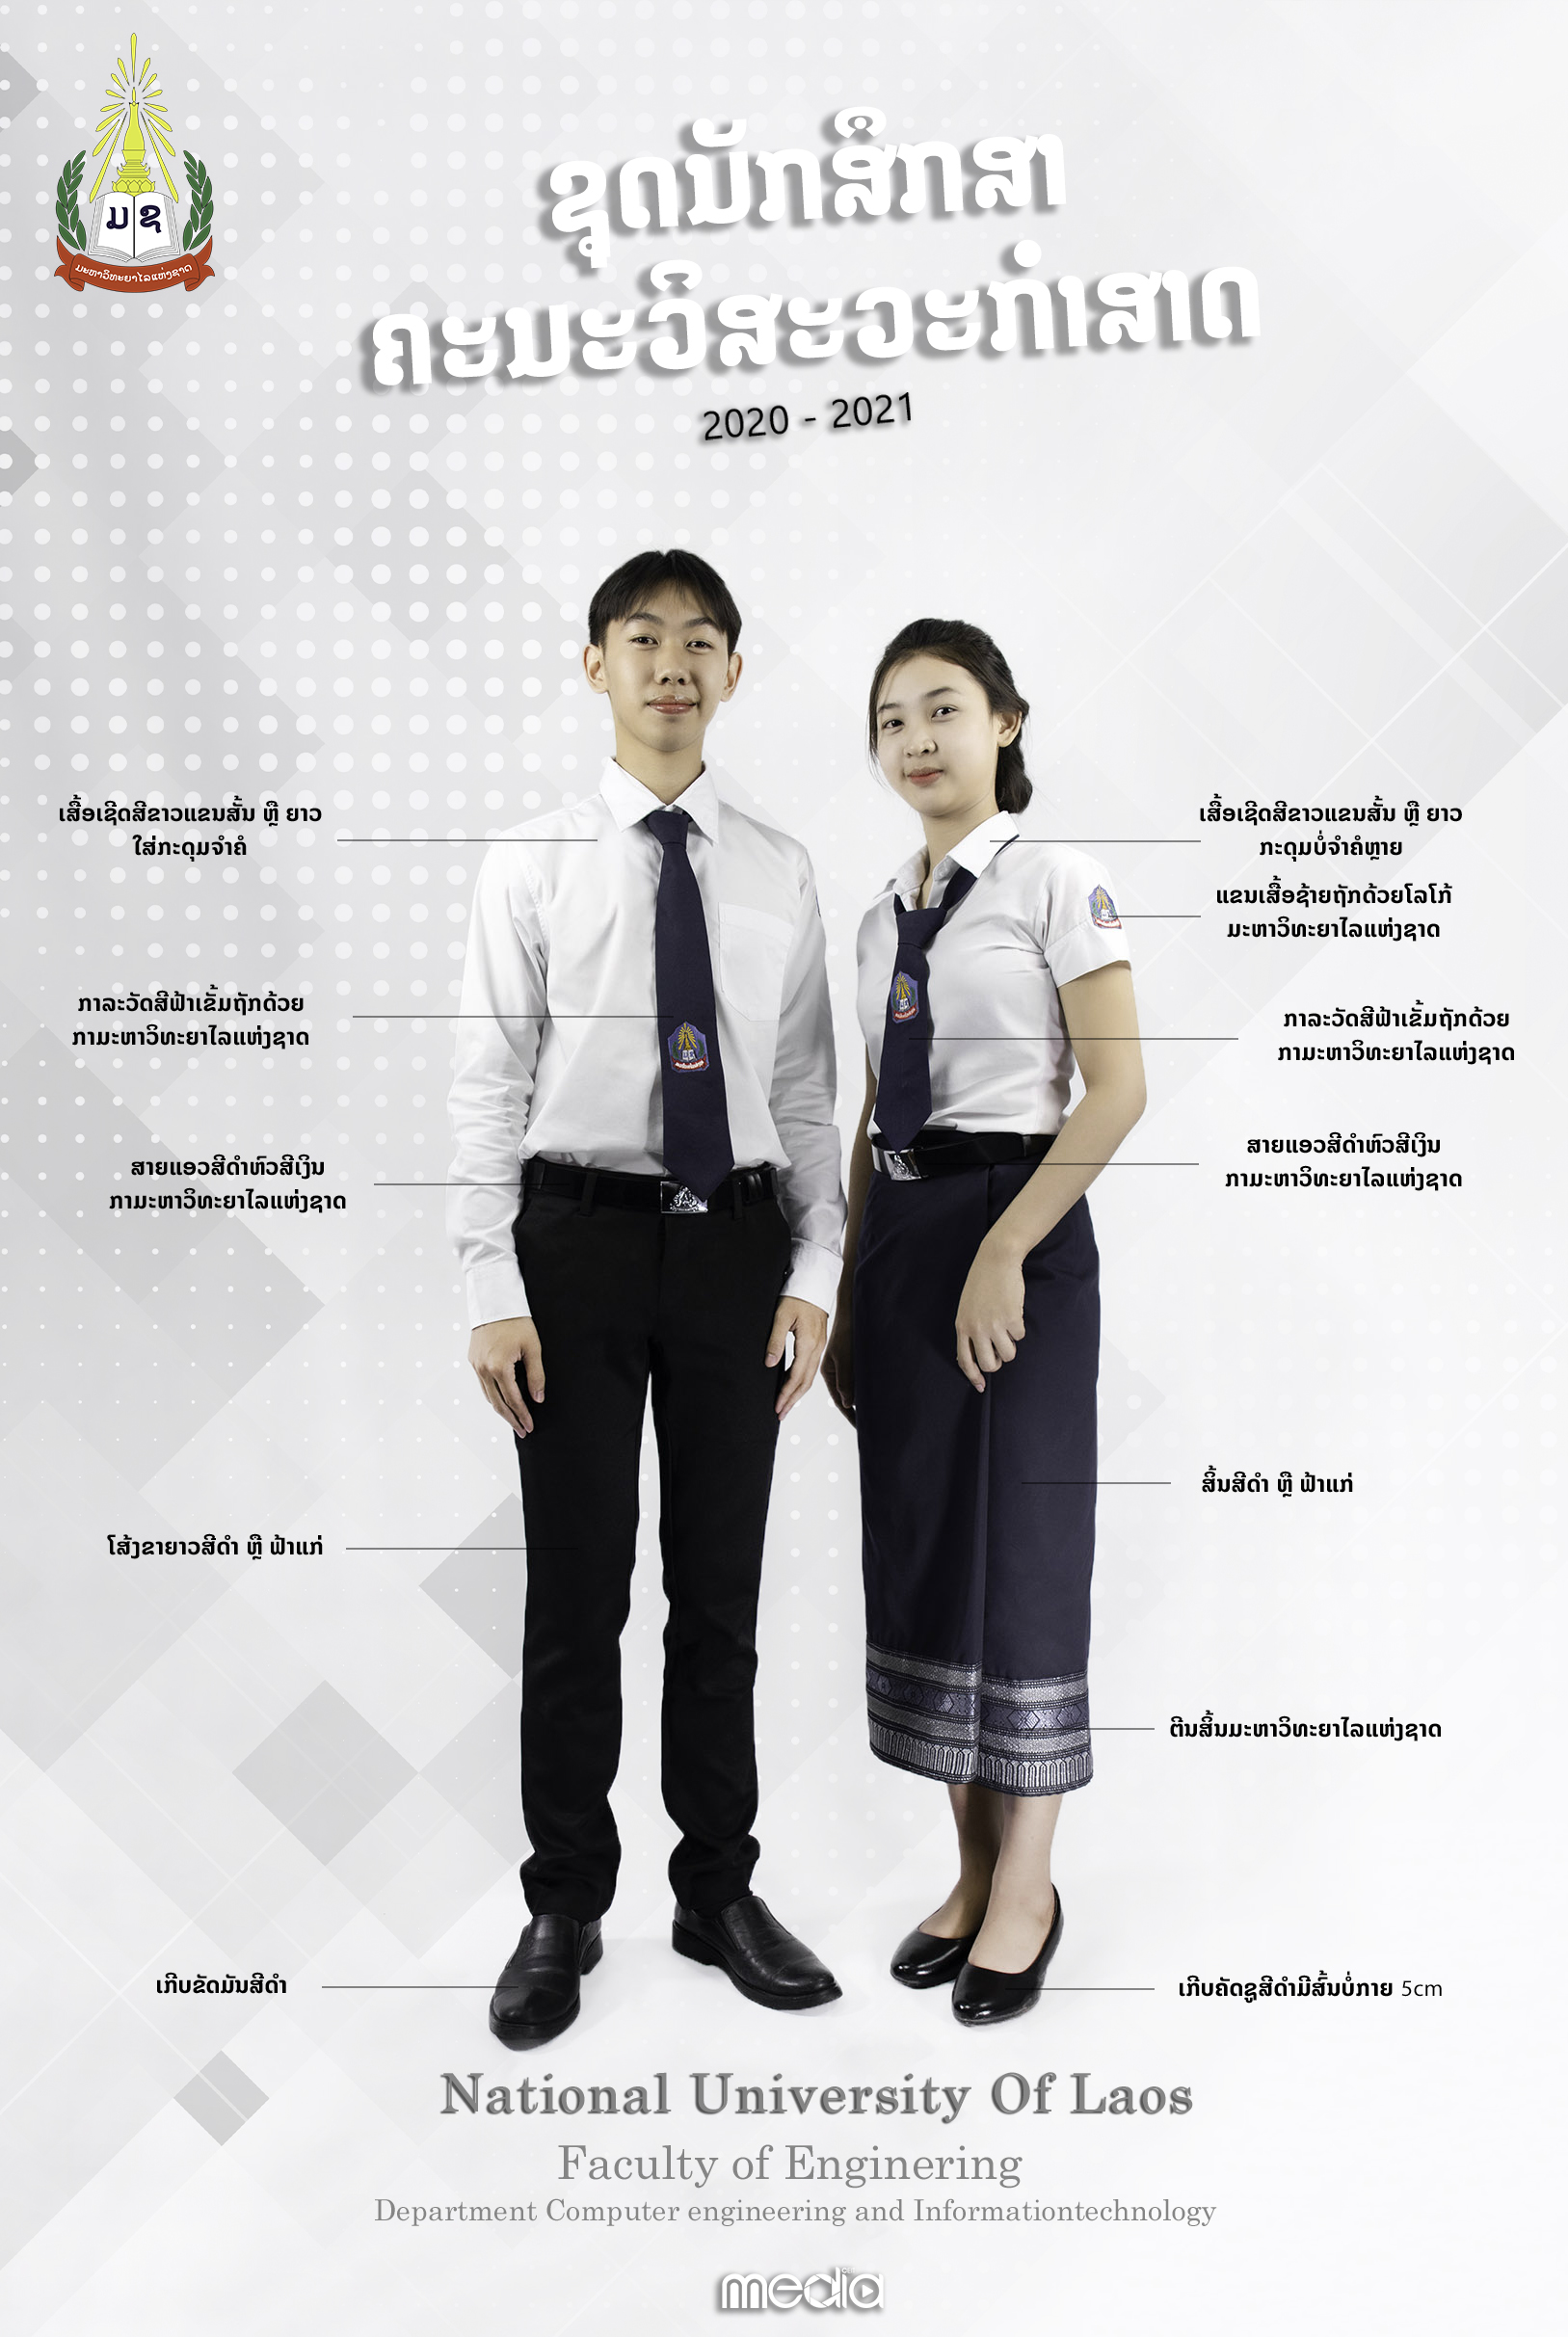 ມ ຊ
ມະຫາວິທະຍາໄລແຫ່ງຊາດ
ຊຸດນັກສຶກສາ
ຄະນະວິສະວະກຳສາດ
2020 - 2021
ເສື້ອເຊີດສີຂາວແຂນສັ້ນ ຫຼື ຍາວ
ໃສ່ກະດຸມຈຳຄໍ
ກາລະວັດສີຟ້າເຂັ້ມຖັກດ້ວຍ
ກາມະຫາວິທະຍາໄລແຫ່ງຊາດ
ສາຍແອວສີດຳຫົວສີເງິນ
ກາມະຫາວິທະຍາໄລແຫ່ງຊາດ
ໂສ້ງຂາຍາວສີດຳ ຫຼື ຟ້າແກ່
ເກີບຂັດມັນສີດຳ
ເສື້ອເຊີດສີຂາວແຂນສັ້ນ ຫຼື ຍາວ
ກະດຸມບໍ່ຈຳຄໍຫຼາຍ
ແຂນເສື້ອຊ້າຍຖັກດ້ວຍໂລໂກ້
ມະຫາວິທະຍາໄລແຫ່ງຊາດ
ກາລະວັດສີຟ້າເຂັ້ມຖັກດ້ວຍ
ກາມະຫາວິທະຍາໄລແຫ່ງຊາດ
ສາຍແອວສີດຳຫົວສີເງິນ
ກາມະຫາວິທະຍາໄລແຫ່ງຊາດ
ສິ້ນສີດຳ ຫຼື ຟ້າແກ່
ຕີນສິ້ນມະຫາວິທະຍາໄລແຫ່ງຊາດ
ເກີບຄັດຊູສີດຳມີສົ້ນບໍ່ກາຍ 5cm
National University Of Laos
Faculty of Enginering
Department Computer engineering and Informationtechnology
media